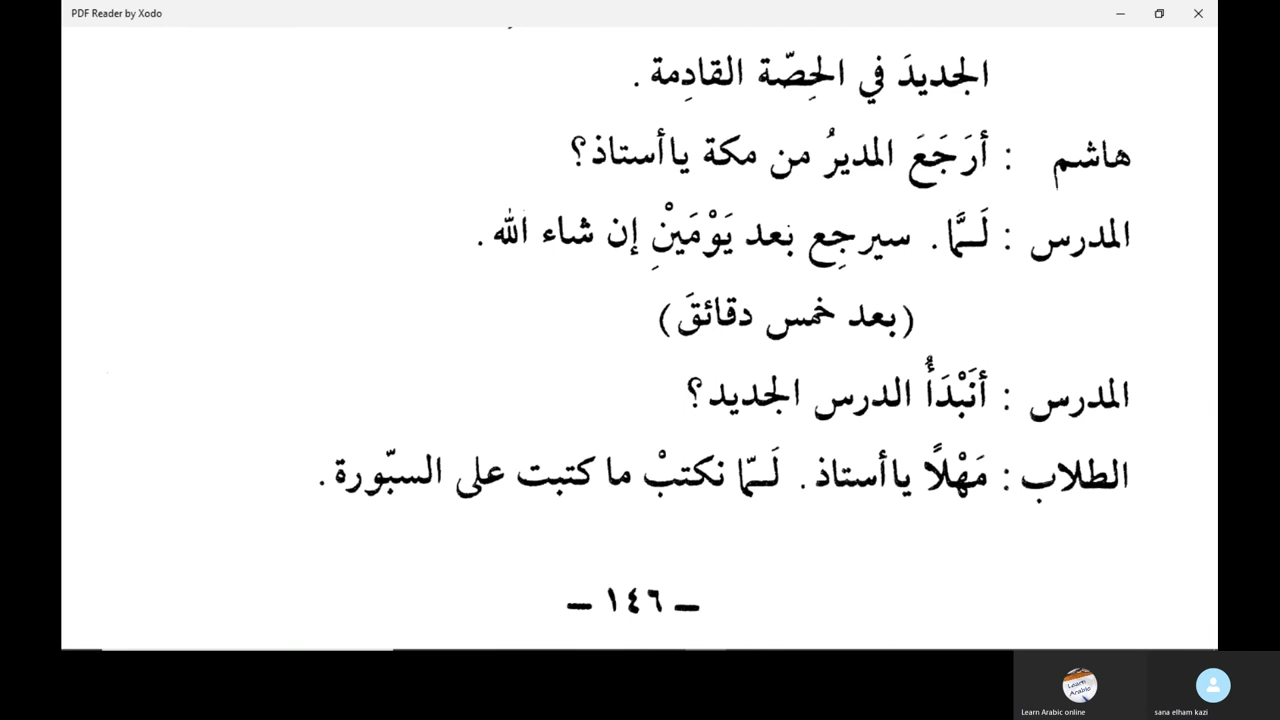 PDF Reader by Xodo
الجديدَ في الحِصّة القادِمة .
هاشم : أرَجَعَ المديرُ من مكة ياأستاذ؟
المدرس : لَـمَّا . سيرجِع بعد يَوْمَيْنِ إن شاء الله .
(بعد خمس دقائقَ)
المدرس : أنَبْدَأُ الدرس الجديد؟
الطلاب : مَهْلًا ياأستاذ . لَـمّا نكتبْ ما كتبت على السبّورة .
— ١٤٦ —
Learn Arabic
Learn Arabic online
sana elham kazi